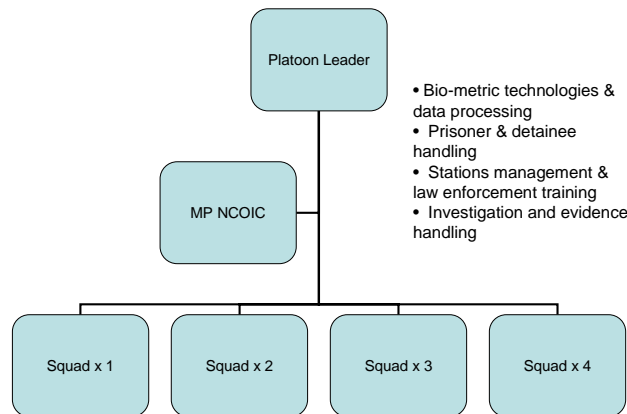 Platoon Leader
• Bio-metric technologies &
data processing
• Prisoner & detainee
handling
• Stations management &
law enforcement training
• Investigation and evidence
handling
MP NCOIC
Squad x 1
Squad x 2
Squad x 3
Squad x 4